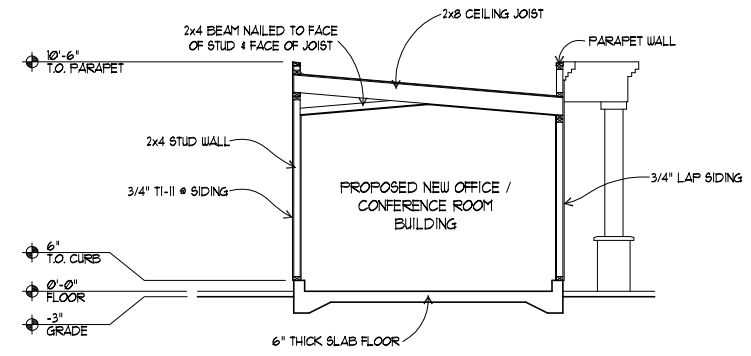 2x8 CEILING JOIST
2x4 BEAM NAILED TO FACE
OF STUD & FACE OF JOIST
PARAPET WALL
10'-6"
T.O. PARAPET
2x4 STUD WALL
3/4" T1-11 @ SIDING
PROPOSED NEW OFFICE /
CONFERENCE ROOM
BUILDING
3/4" LAP SIDING
6"
T.O. CURB
0'-0"
FLOOR
-3"
GRADE
6" THICK SLAB FLOOR